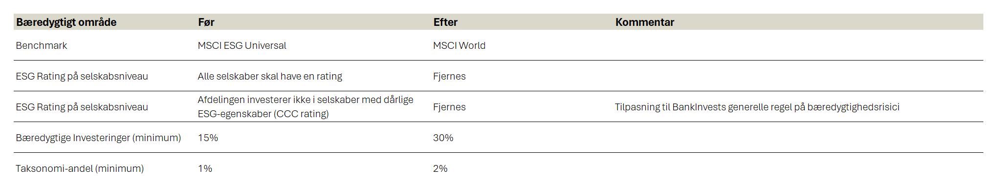 Bæredygtigt område Før Efter Kommentar
Benchmark MSCI ESG Universal MSCI World
ESG Rating på selskabsniveau Alle selskaber skal have en rating Fjernes
Afdelingen investerer ikke i selskaber med dårlige
ESG Rating på selskabsniveau Fjernes Tilpasning til BankInvests generelle regel på bæredygtighedsrisici
ESG-egenskaber (CCC rating)
Bæredygtige Investeringer (minimum) 15% 30%
Taksonomi-andel (minimum) 1% 2%